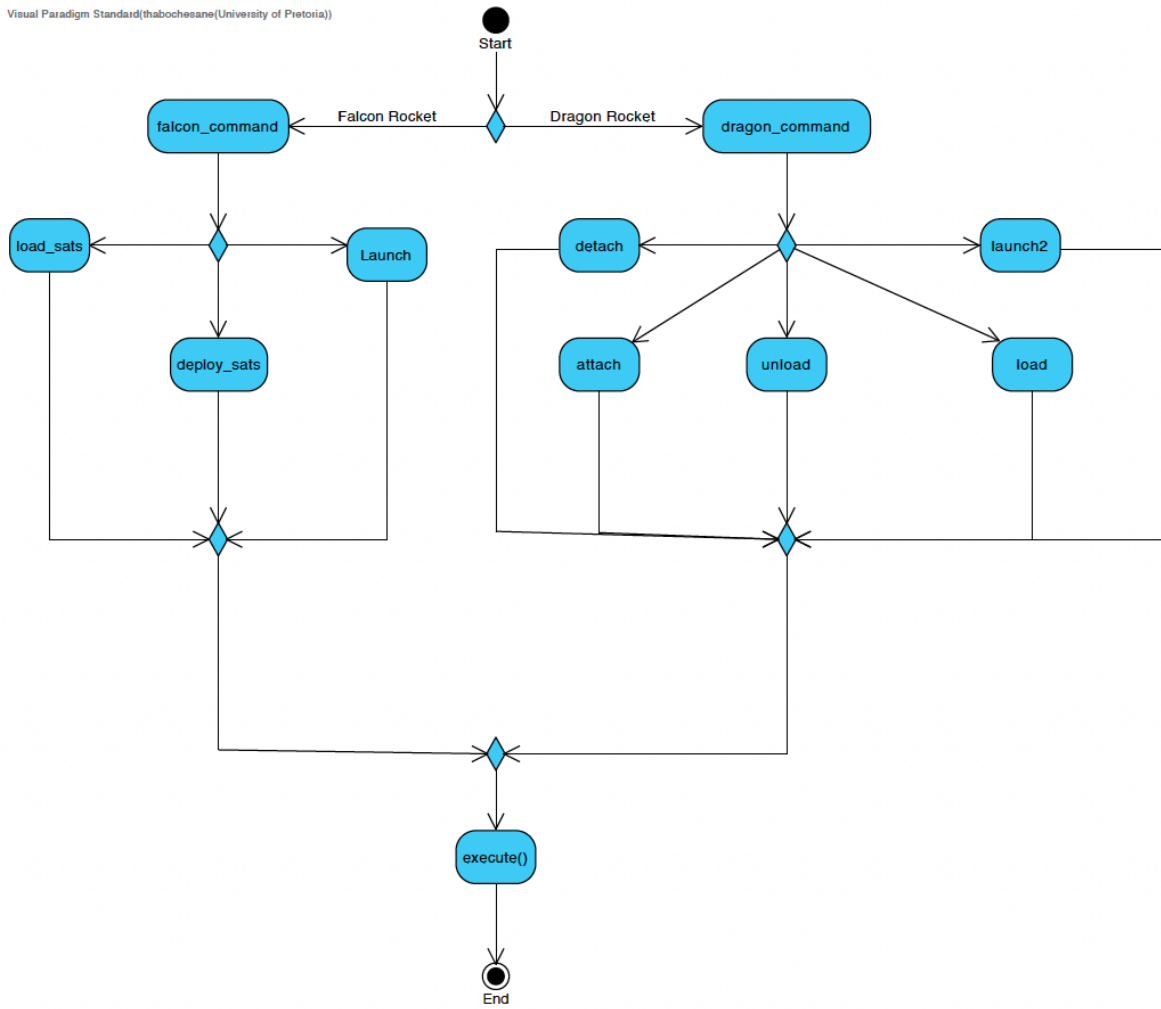 Visual Paradigm Standard(thabochesane(University of Pretoria))
Start
falcon_command
Falcon Rocket
Dragon Rocket
dragon_command
load_sats
Launch
detach
launch2
deploy_sats
attach
unload
load
execute()
End